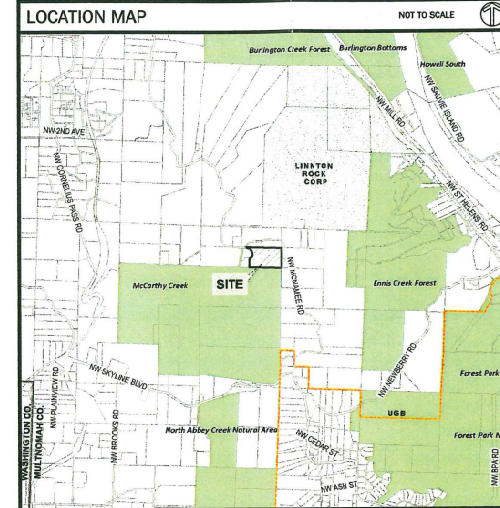 LOCATION MAP
NOT TO SCALE
Burlington Creek Forest
Burlington Bottoms
Howell South
NW MILL RD
NW SAUVIE ISLAND RD
NW 2ND AVE
NW CORNELIUS PASS RD
LINNTON
ROCK
CORP
NW ST HELENS RD
McCarthy Creek
SITE
NW MCNAMEE RD
Ennis Creek Forest
NW SKYLINE BLVD
NW NEWBERRY RD
Forest Park
WASHINGTON CO.
MULTNOMAH CO.
NW PLAINVIEW RD
NW BROOKS RD
North Abbey Creek Natural Area
UGB
NW CEDAR ST
Forest Park N
NW ASH ST
NW BPA RD